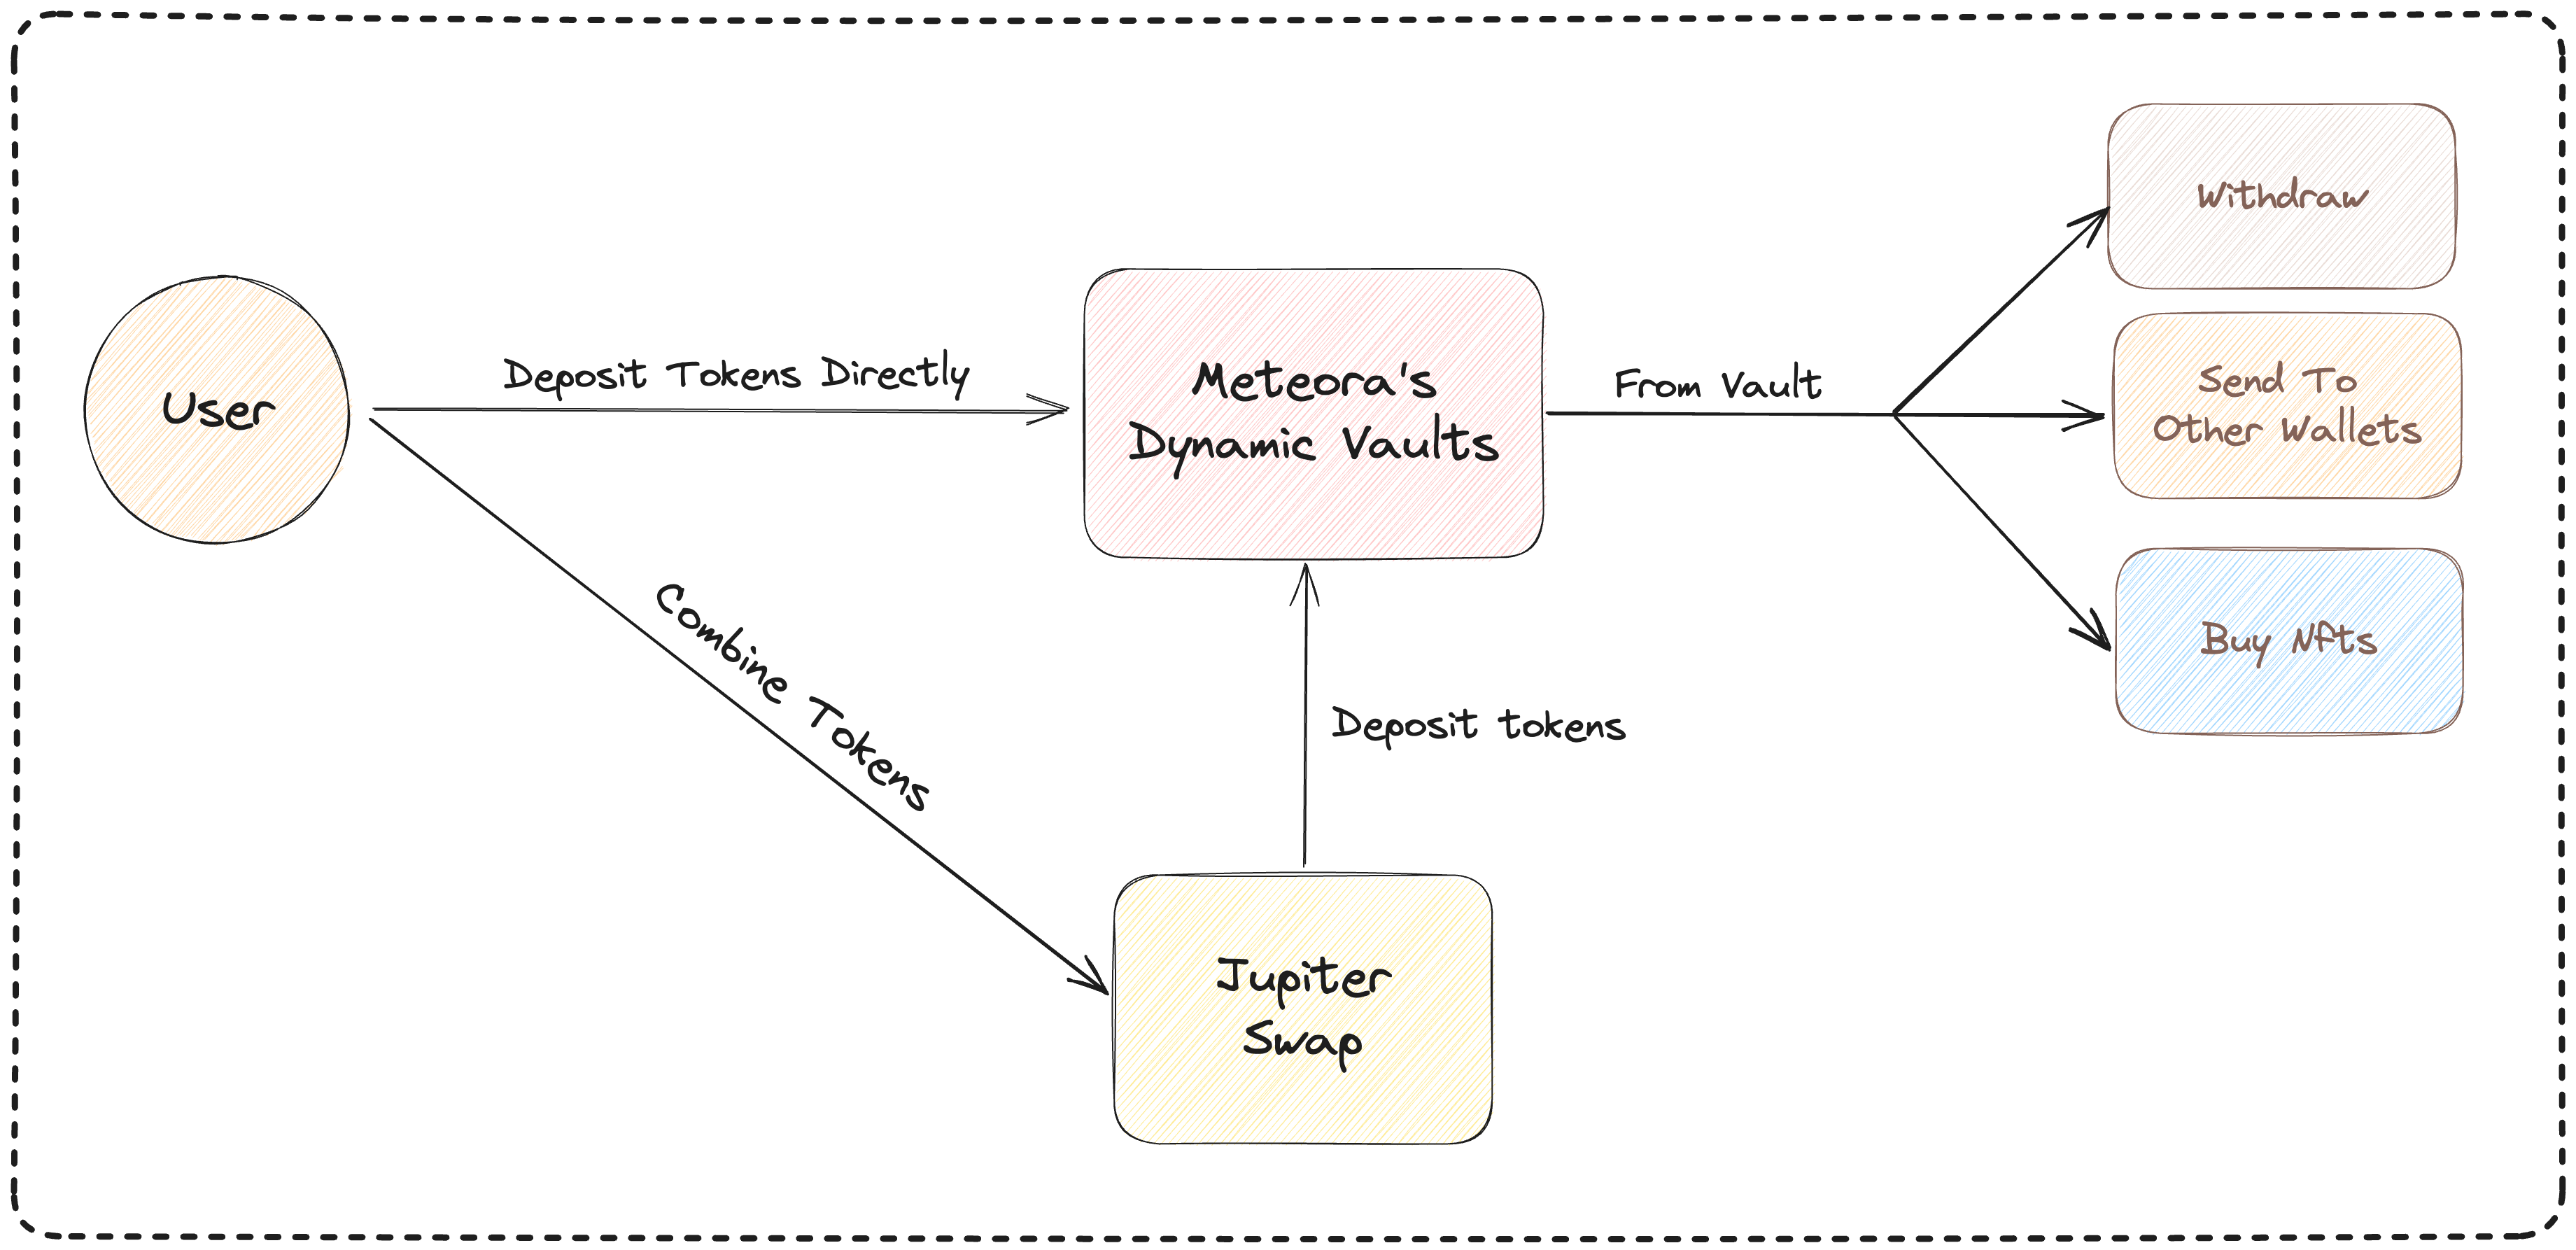 User
Deposit Tokens Directly
Combine Tokens
Meteora's
Dynamic Vaults
Deposit tokens
Jupiter
Swap
From Vault
Withdraw
Send To
Other Wallets
Buy Nfts